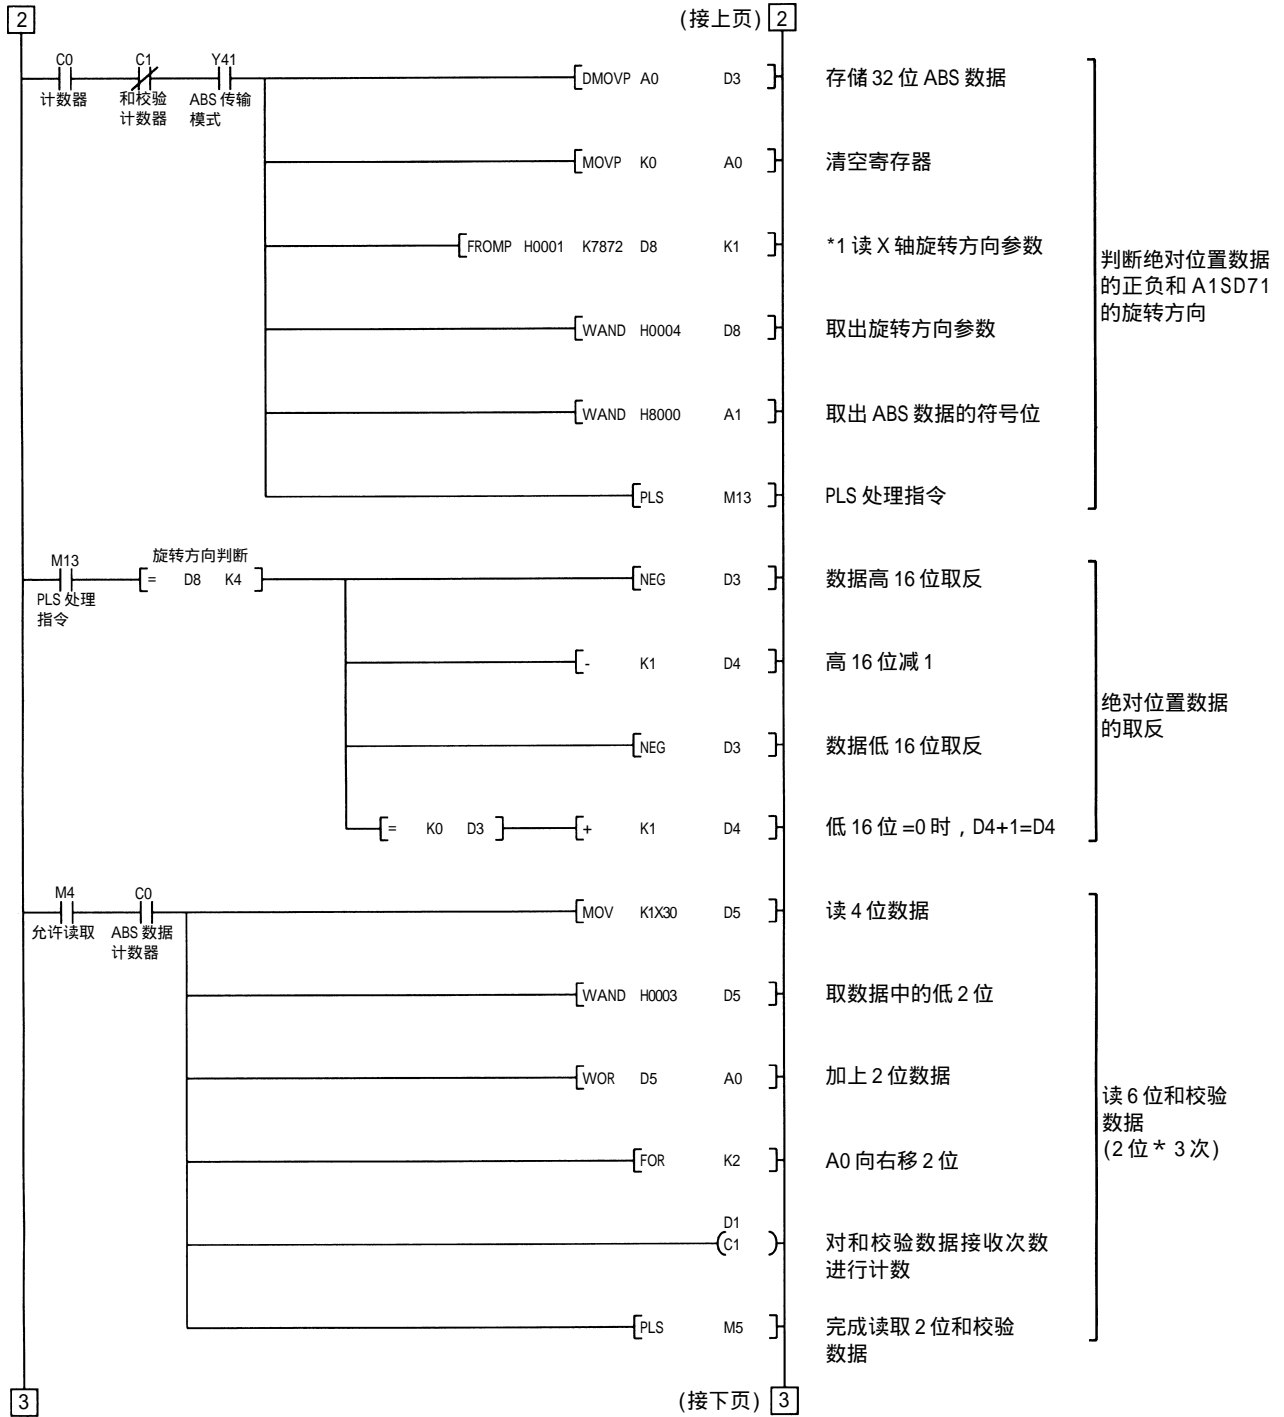 2 (接上页) 2
C0 C1 Y41
计数器 和校验 ABS 传输
计数器 模式
DMOVP A0 D3 存储 32 位 ABS 数据
MOVP K0 A0 清空寄存器
FROMP H0001 K7872 D8 K1 *1 读 X 轴旋转方向参数
判断绝对位置数据
的正负和 A1SD71
的旋转方向
WAND H0004 D8 取出旋转方向参数
WAND H8000 A1 取出 ABS 数据的符号位
PLS M13 PLS 处理指令
M13 旋转方向判断
= D8 K4 NEG D3 数据高 16 位取反
PLS 处理
指令
- K1 D4 高 16 位减 1
绝对位置数据
的取反
NEG D3 数据低 16 位取反
= K0 D3 + K1 D4 低 16 位 =0 时，D4+1=D4
M4 C0
MOV K1X30 D5 读 4 位数据
允许读取 ABS 数据
计数器
WAND H0003 D5 取数据中的低 2 位
WOR D5 A0 加上 2 位数据
读 6 位和校验
数据
(2 位 * 3 次)
FOR K2 A0 向右移 2 位
D1
C1 对和校验数据接收次数
进行计数
PLS M5 完成读取 2 位和校验
数据
3 (接下页) 3